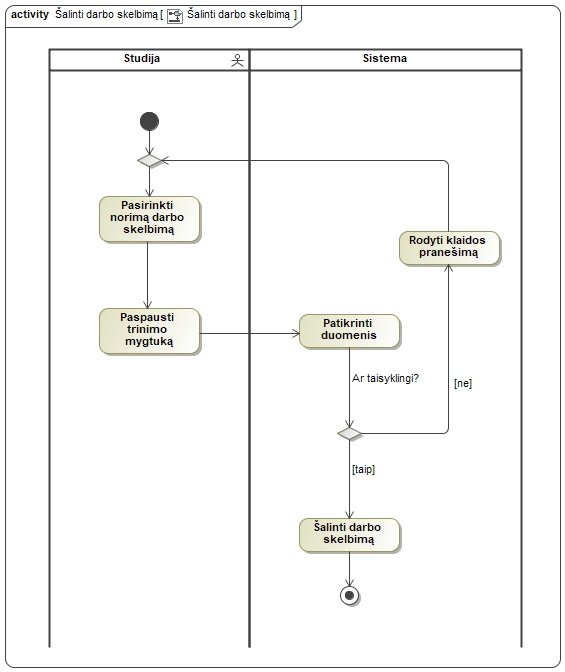 activity Šalinti darbo skelbimą [ Šalinti darbo skelbimą ]
Studija
Sistema
Pasirinkti
norimą darbo
skelbimą
Rodyti klaidos
pranešimą
Paspausti
trinimo
mygtuką
Patikrinti
duomenis
Ar taisyklingi?
[ne]
[taip]
Šalinti darbo
skelbimą